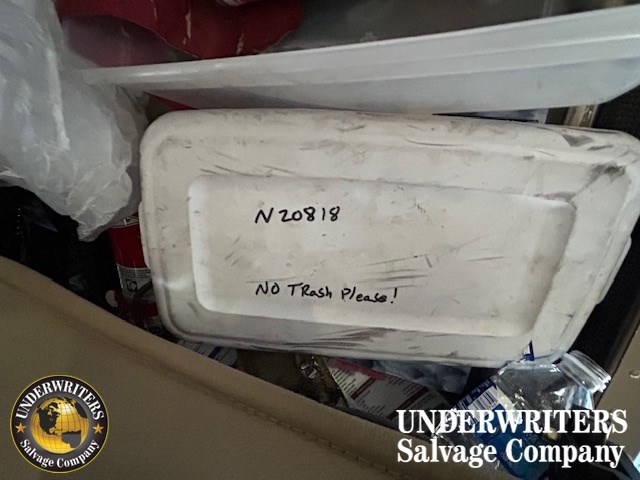 N20818
NO TRash Please!
UNDERWRITERS
Salvage Company
UNDERWRITERS
Salvage Company